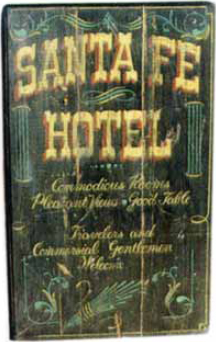 SANTA FE
HOTEL
Commodious Rooms
Pleasant Views Good Table
Travelers and
Commercial Gentlemen
Welcome